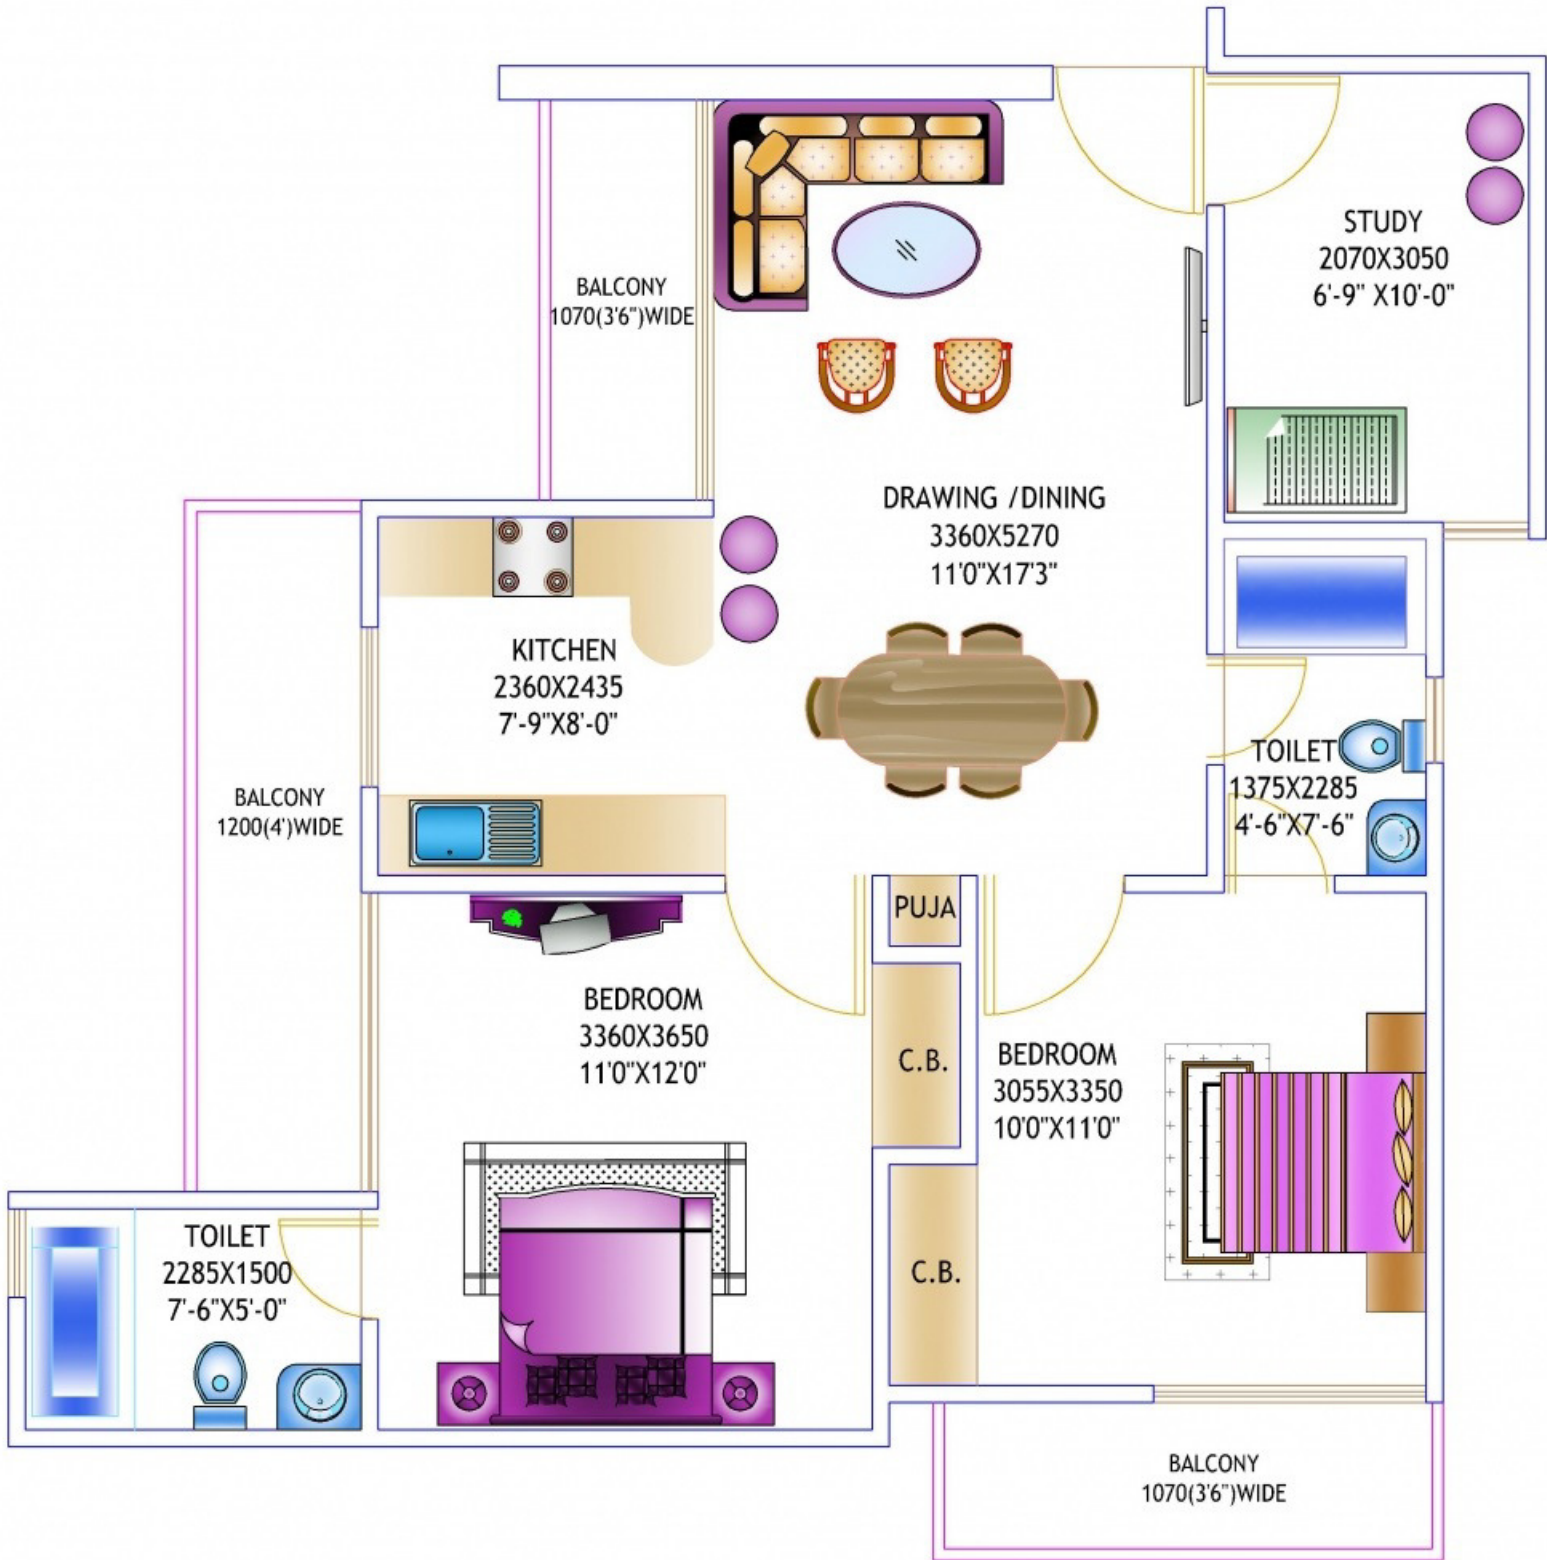 STUDY
2070X3050
6'-9" X10'-0"
BALCONY
1070(3'6")WIDE
DRAWING /DINING
3360X5270
11'0"X17'3"
KITCHEN
2360X2435
7'-9"X8'-0"
TOILET
1375X2285
4'-6"X7'-6"
BALCONY
1200(4')WIDE
PUJA
BEDROOM
3360X3650
11'0"X12'0"
C.B.
BEDROOM
3055X3350
10'0"X11'0"
TOILET
2285X1500
7'-6"X5'-0"
C.B.
BALCONY
1070(3'6")WIDE